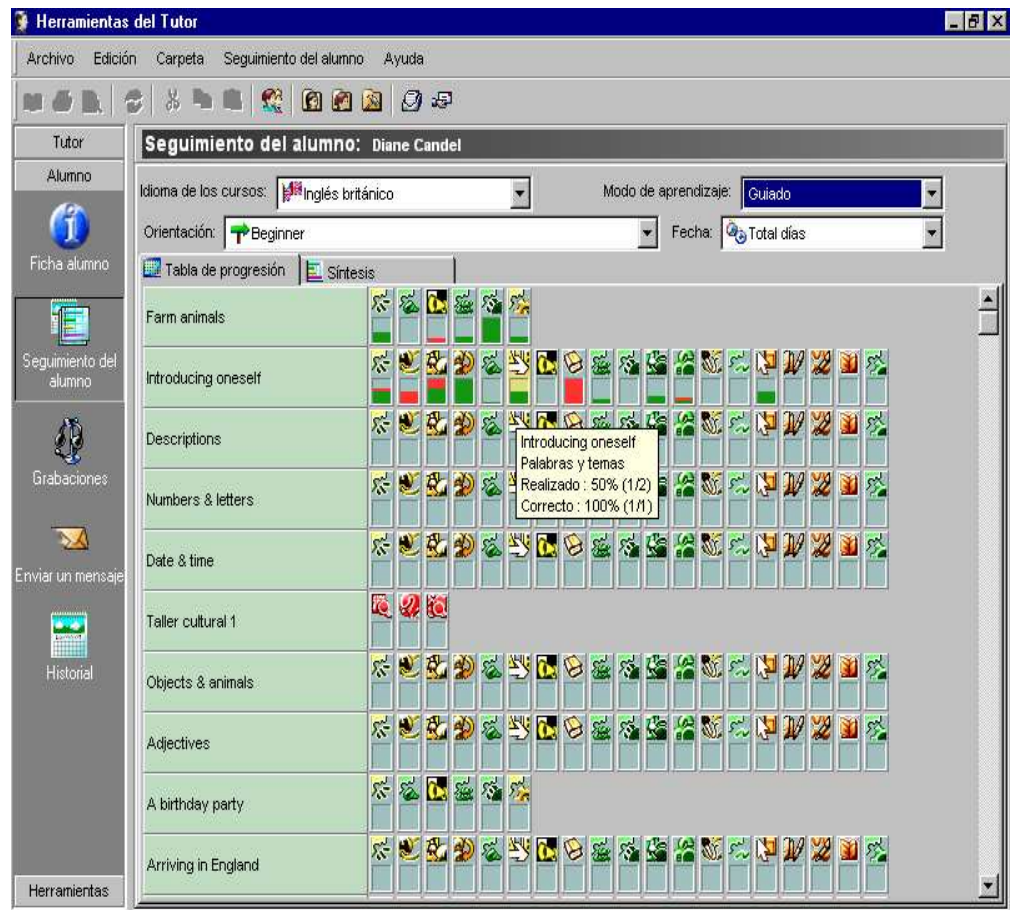 Herramientas del Tutor
Archivo Edición Carpeta Seguimiento del alumno Ayuda
Tutor
Alumno
Ficha alumno
Seguimiento del
alumno
Grabaciones
Enviar un mensaje
Historial
Herramientas
Seguimiento del alumno: Diane Candel
Idioma de los cursos: Inglés británico Modo de aprendizaje: Guiado
Orientación: Beginner Fecha: Total días
Tabla de progresión Síntesis
Farm animals
Introducing oneself
Descriptions
Introducing oneself
Palabras y temas
Realizado : 50% (1/2)
Correcto : 100% (1/1)
Numbers & letters
Date & time
Taller cultural 1
Objects & animals
Adjectives
A birthday party
Arriving in England